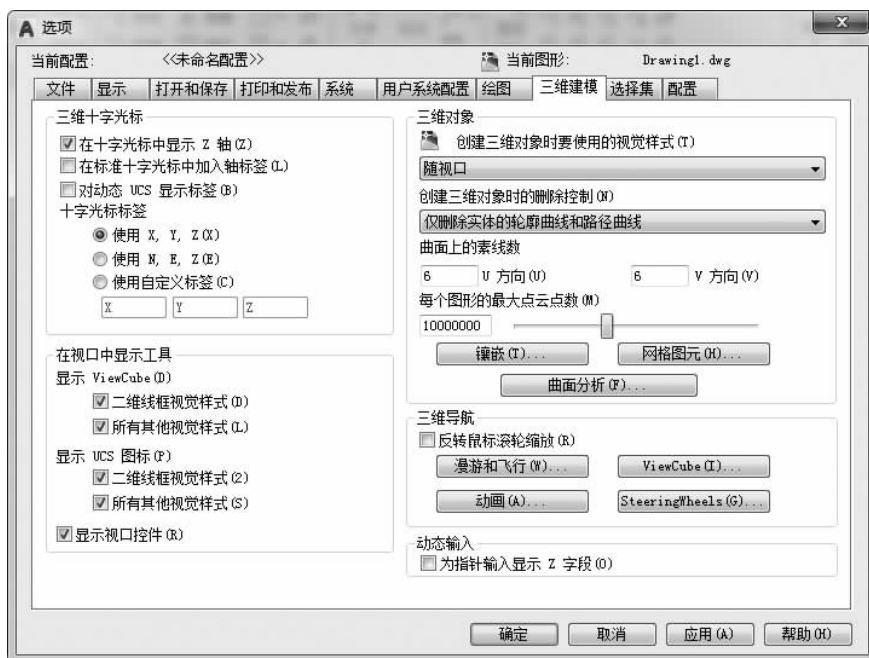 选项
当前配置: <<未命名配置>> 当前图形: Drawing1.dwg
文件 显示 打开和保存 打印和发布 系统 用户系统配置 绘图 三维建模 选择集 配置
三维十字光标
在十字光标中显示 Z 轴(Z)
在标准十字光标中加入轴标签(L)
对动态 UCS 显示标签(B)
十字光标标签
使用 X, Y, Z(X)
使用 N, E, Z(E)
使用自定义标签(C)
X Y Z
在视口中显示工具
显示 ViewCube(D)
二维线框视觉样式(D)
所有其他视觉样式(L)
显示 UCS 图标(P)
二维线框视觉样式(2)
所有其他视觉样式(S)
显示视口控件(R)
三维对象
创建三维对象时要使用的视觉样式(T)
随视口
创建三维对象时的删除控制(N)
仅删除实体的轮廓曲线和路径曲线
曲面上的素线数
6 U 方向(U) 6 V 方向(V)
每个图形的最大点云点数(M)
10000000
镶嵌(T)... 网格图元(H)...
曲面分析(F)...
三维导航
反转鼠标滚轮缩放(R)
漫游和飞行(W)... ViewCube(I)...
动画(A)... SteeringWheels(G)...
动态输入
为指针输入显示 Z 字段(O)
确定 取消 应用(A) 帮助(H)